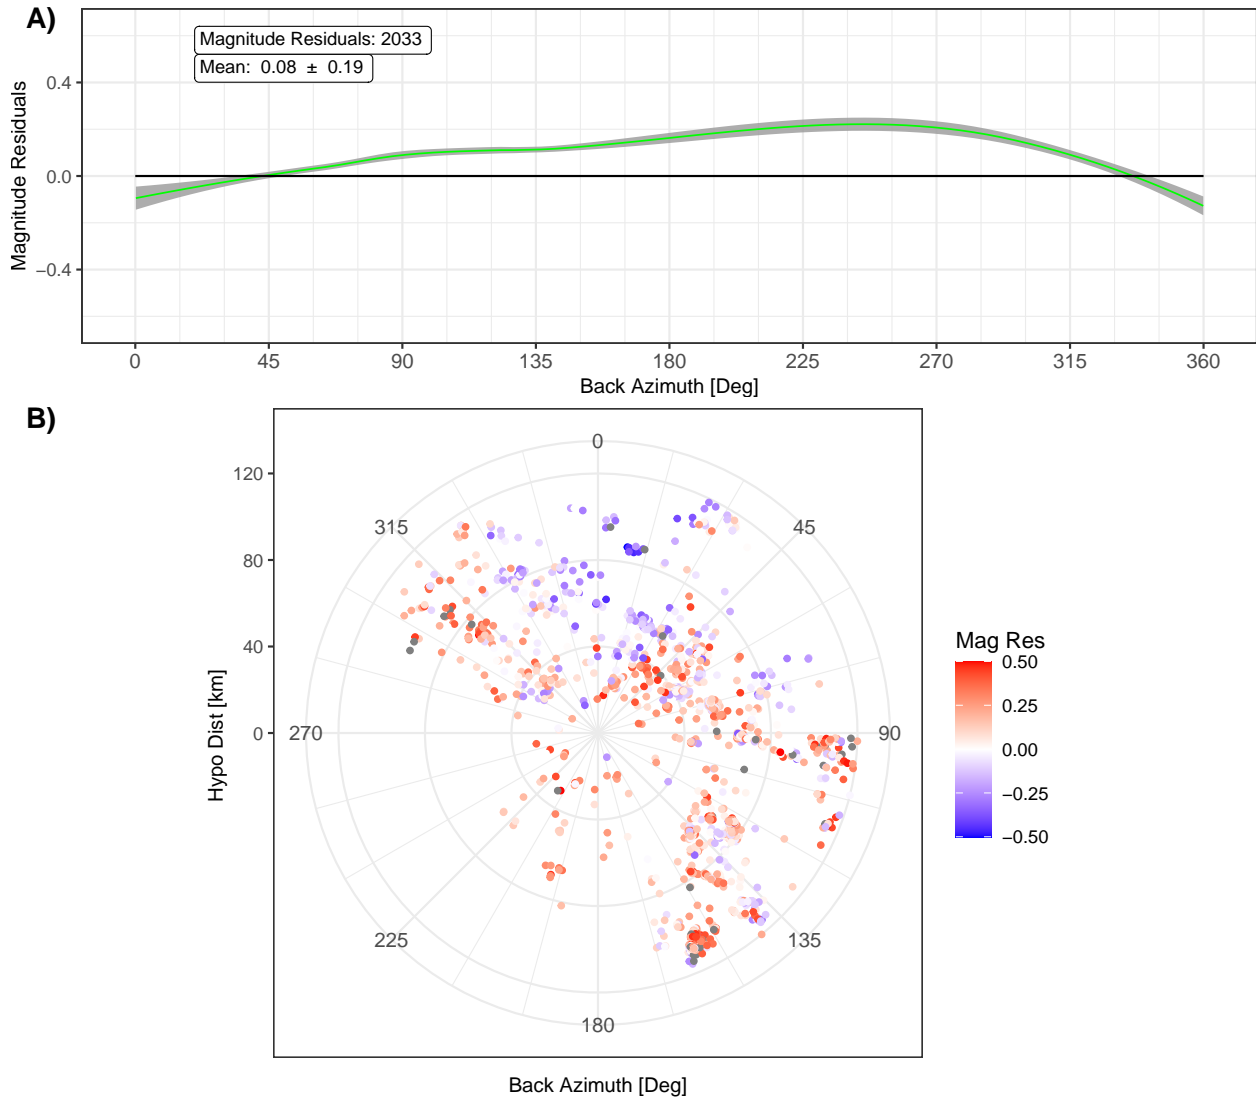 A)
Magnitude Residuals: 2033
Mean: 0.08 ± 0.19
Magnitude Residuals
0.4
0.0
−0.4
0 45 90 135 180 225 270 315 360
Back Azimuth [Deg]
B)
Hypo Dist [km]
120
80
40
0
0
45
90
135
180
225
270
315
Back Azimuth [Deg]
Mag Res
0.50
0.25
0.00
−0.25
−0.50